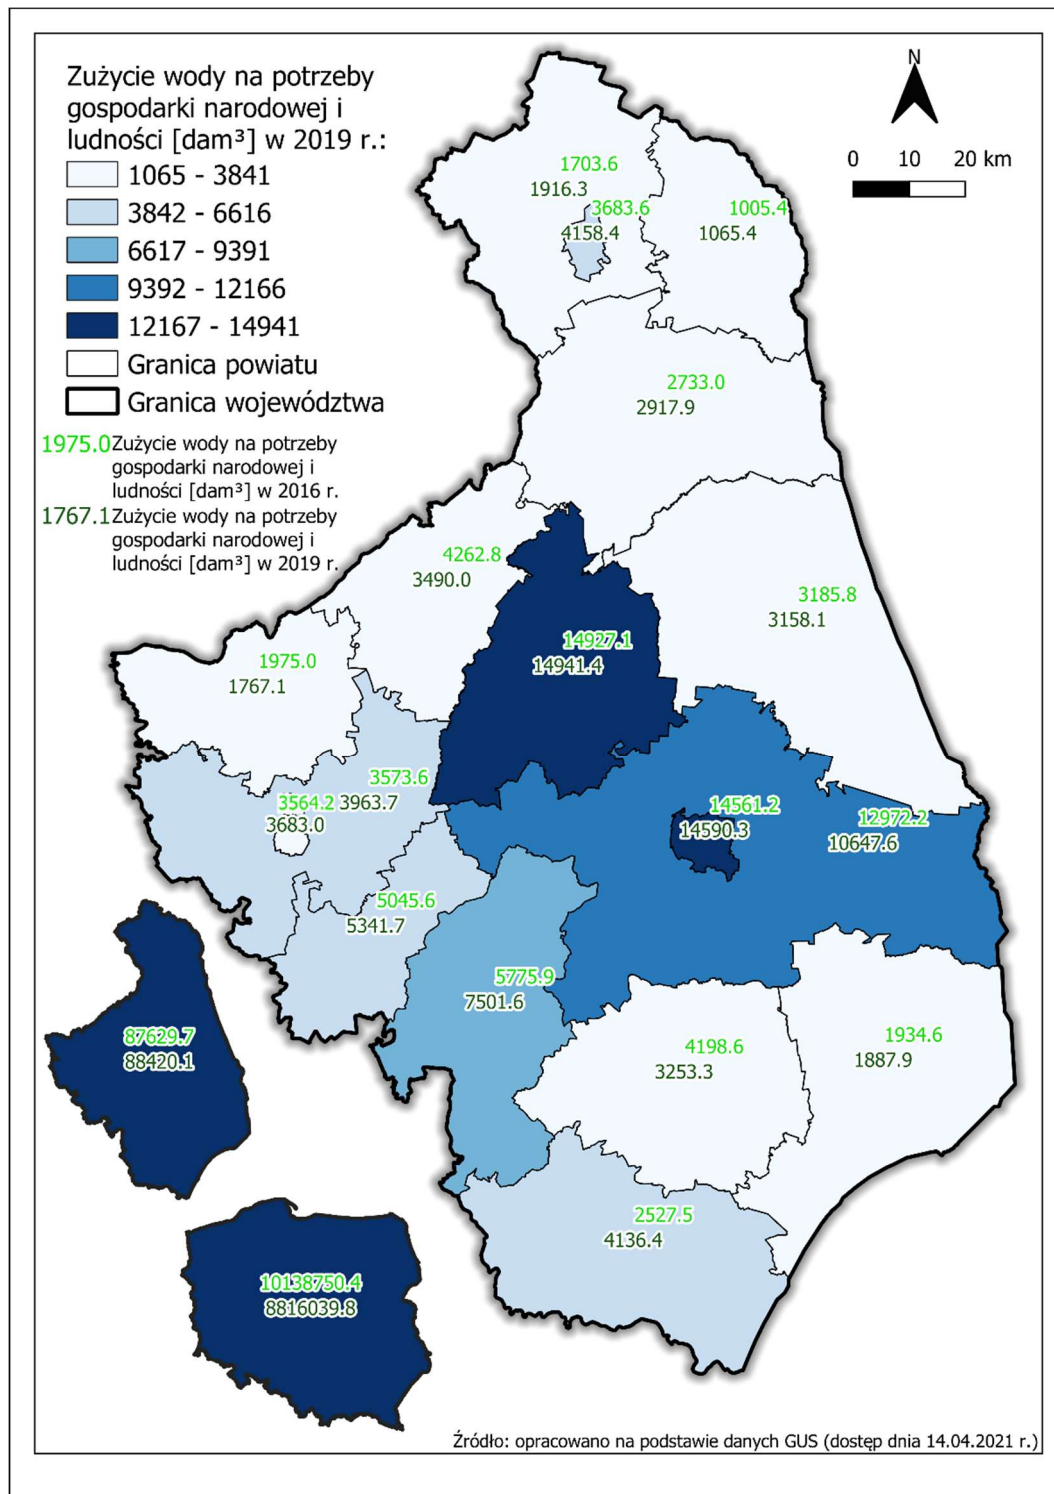 Zużycie wody na potrzeby
gospodarki narodowej i
ludności [dam³] w 2019 r.:
1065 - 3841
3842 - 6616
6617 - 9391
9392 - 12166
12167 - 14941
Granica powiatu
Granica województwa
1975.0 Zużycie wody na potrzeby
gospodarki narodowej i
ludności [dam³] w 2016 r.
1767.1 Zużycie wody na potrzeby
gospodarki narodowej i
ludności [dam³] w 2019 r.
N
0 10 20 km
1703.6
1916.3
3683.6
4158.4
1005.4
1065.4
2733.0
2917.9
4262.8
3490.0
3185.8
3158.1
14927.1
14941.4
1975.0
1767.1
3573.6
3963.7
3564.2
3683.0
14561.2
14590.3
12972.2
10647.6
5045.6
5341.7
5775.9
7501.6
4198.6
3253.3
1934.6
1887.9
2527.5
4136.4
87629.7
88420.1
10138750.4
8816039.8
Źródło: opracowano na podstawie danych GUS (dostęp dnia 14.04.2021 r.)